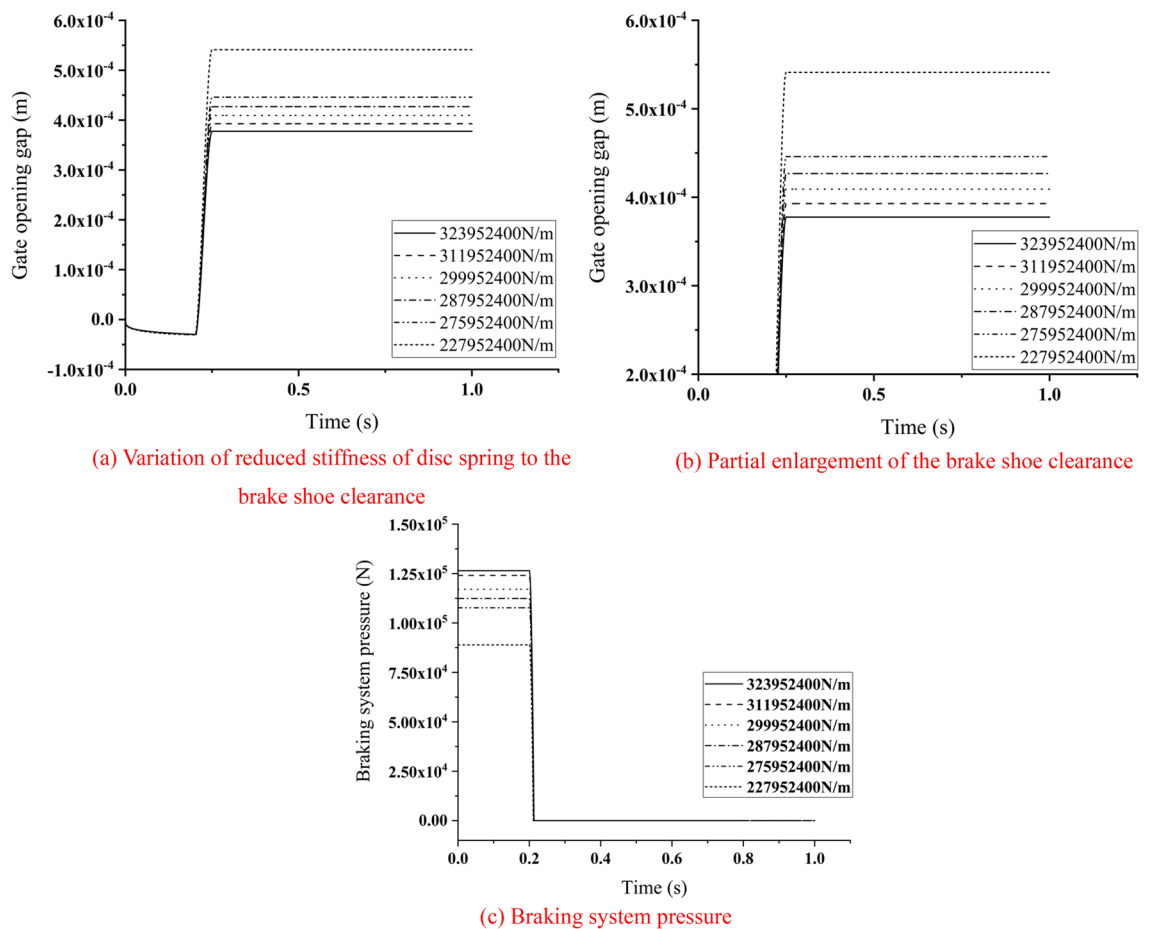 6.0x10⁻⁴
5.0x10⁻⁴
4.0x10⁻⁴
3.0x10⁻⁴
2.0x10⁻⁴
1.0x10⁻⁴
0.0
-1.0x10⁻⁴
Gate opening gap (m)
323952400N/m
311952400N/m
299952400N/m
287952400N/m
275952400N/m
227952400N/m
0.0
0.5
1.0
Time (s)
(a) Variation of reduced stiffness of disc spring to the
brake shoe clearance
6.0x10⁻⁴
5.0x10⁻⁴
4.0x10⁻⁴
3.0x10⁻⁴
2.0x10⁻⁴
Gate opening gap (m)
323952400N/m
311952400N/m
299952400N/m
287952400N/m
275952400N/m
227952400N/m
0.0
0.5
1.0
Time (s)
(b) Partial enlargement of the brake shoe clearance
1.50x10⁵
1.25x10⁵
1.00x10⁵
7.50x10⁴
5.00x10⁴
2.50x10⁴
0.00
Braking system pressure (N)
323952400N/m
311952400N/m
299952400N/m
287952400N/m
275952400N/m
227952400N/m
0.0
0.2
0.4
0.6
0.8
1.0
Time (s)
(c) Braking system pressure